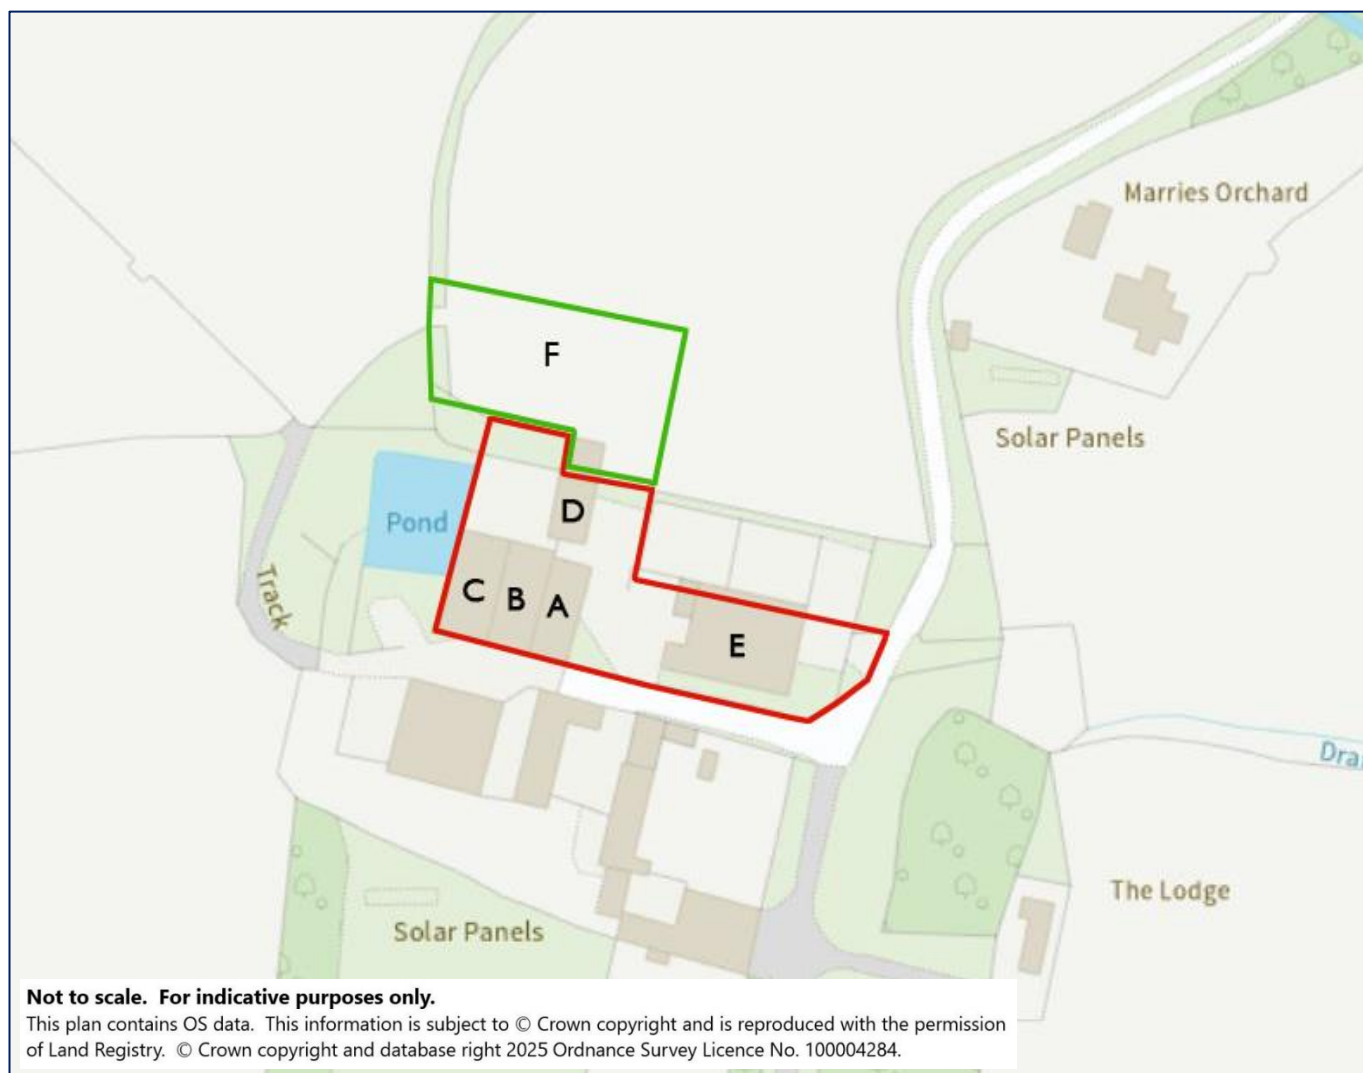 Marries Orchard
F
Solar Panels
Pond
D
Track
C
B
A
E
The Lodge
Solar Panels
Not to scale. For indicative purposes only.
This plan contains OS data. This information is subject to © Crown copyright and is reproduced with the permission
of Land Registry. © Crown copyright and database right 2025 Ordnance Survey Licence No. 100004284.